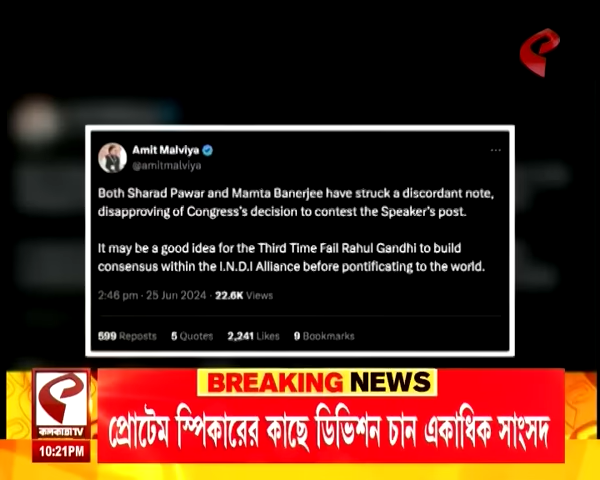 Amit Malviya
@amitmalviya
Both Sharad Pawar and Mamta Banerjee have struck a discordant note,
disapproving of Congress's decision to contest the Speaker's post.
It may be a good idea for the Third Time Fail Rahul Gandhi to build
consensus within the I.N.D.I Alliance before pontificating to the world.
2:46 pm · 25 Jun 2024 · 22.6K Views
599 Reposts 5 Quotes 2,241 Likes 9 Bookmarks
BREAKING NEWS
প্রোটেম স্পিকারের কাছে ডিভিশন চান একাধিক সাংসদ
কলকাতা TV
10:21PM